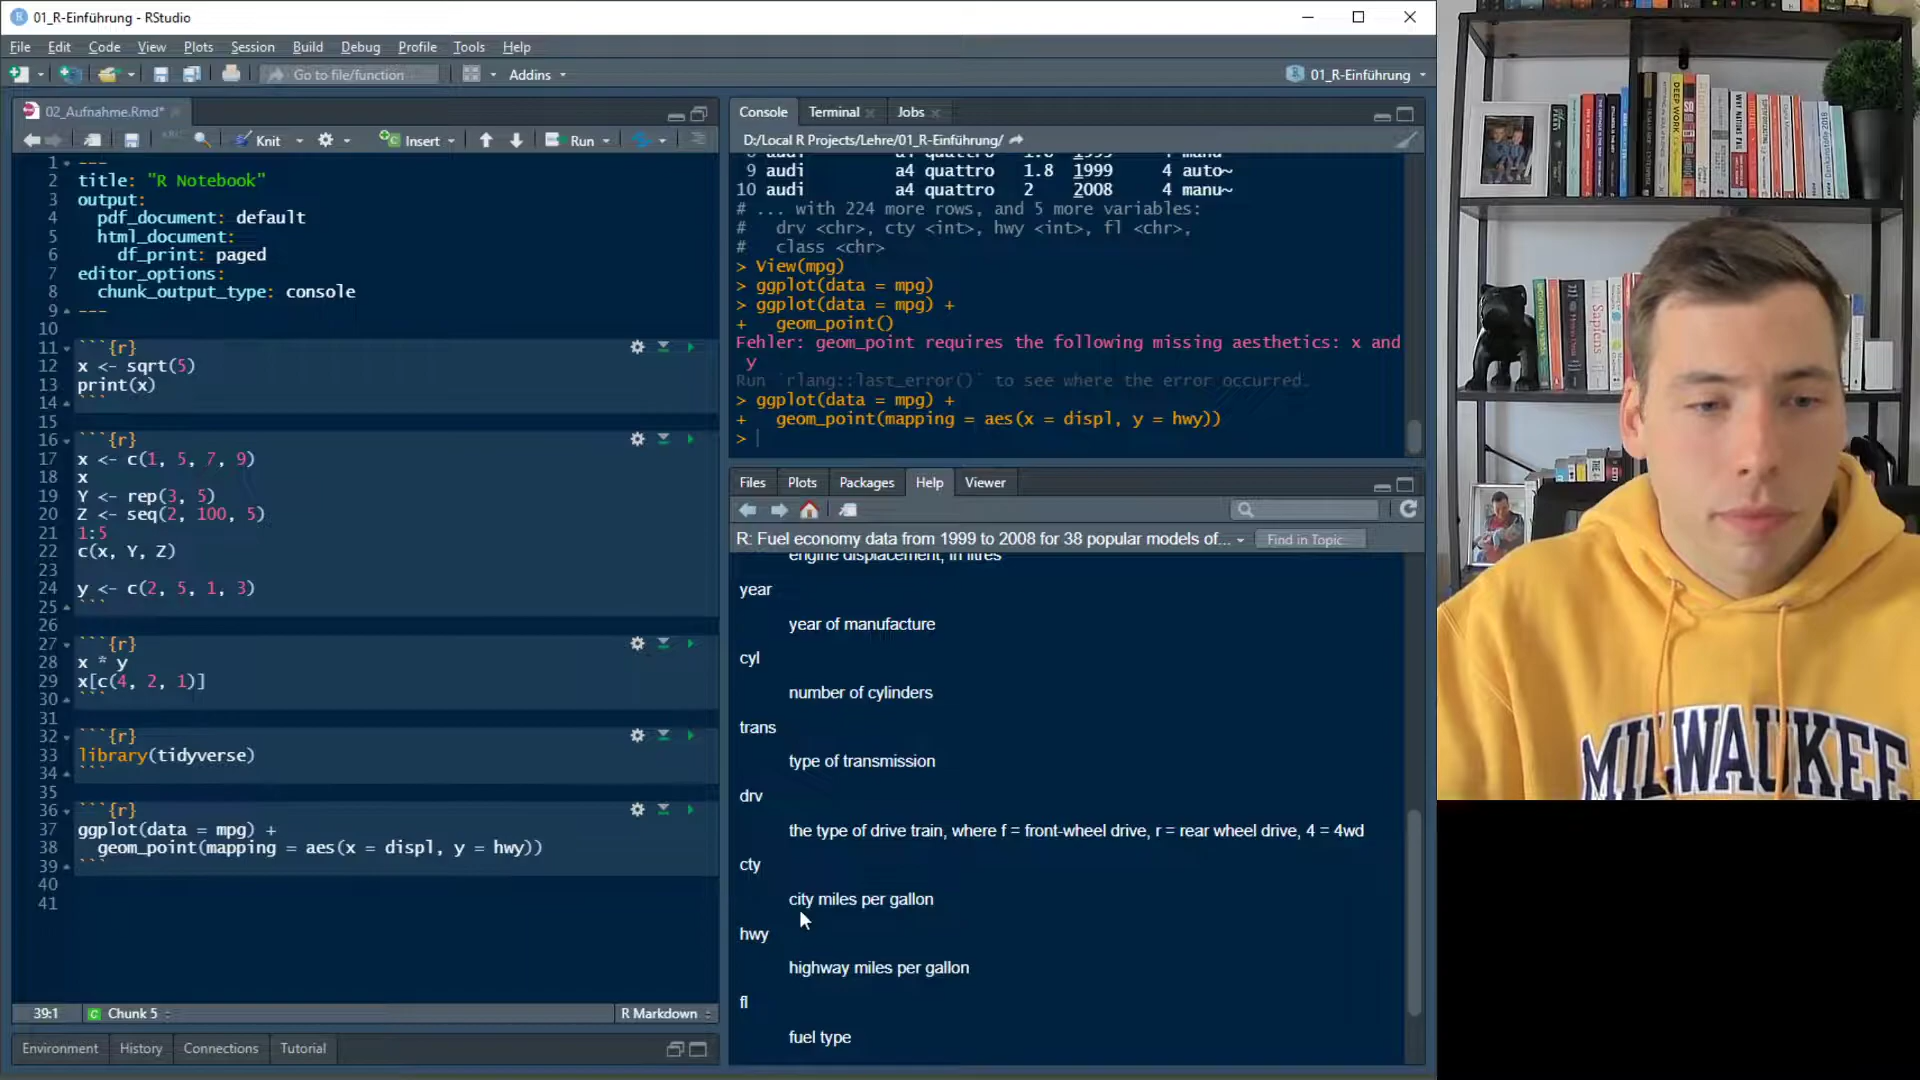 01_R-Einführung - RStudio
File Edit Code View Plots Session Build Debug Profile Tools Help
Go to file/function Addins 01_R-Einführung
02_Aufnahme.Rmd*
Knit Insert Run
1 ---
2 title: "R Notebook"
3 output:
4 pdf_document: default
5 html_document:
6 df_print: paged
7 editor_options:
8 chunk_output_type: console
9 ---
10
11 ```{r}
12 x <- sqrt(5)
13 print(x)
14 ```
15
16 ```{r}
17 x <- c(1, 5, 7, 9)
18 x
19 Y <- rep(3, 5)
20 Z <- seq(2, 100, 5)
21 1:5
22 c(x, Y, Z)
23
24 y <- c(2, 5, 1, 3)
25 ```
26
27 ```{r}
28 x * y
29 x[c(4, 2, 1)]
30 ```
31
32 ```{r}
33 library(tidyverse)
34 ```
35
36 ```{r}
37 ggplot(data = mpg) +
38 geom_point(mapping = aes(x = displ, y = hwy))
39 ```
40
41
39:1 Chunk 5 R Markdown
Environment History Connections Tutorial
Console Terminal Jobs
D:/Local R Projects/Lehre/01_R-Einführung/
9 audi a4 quattro 1.8 1999 4 auto~
10 audi a4 quattro 2 2008 4 manu~
# ... with 224 more rows, and 5 more variables:
# drv <chr>, cty <int>, hwy <int>, fl <chr>,
# class <chr>
> View(mpg)
> ggplot(data = mpg)
> ggplot(data = mpg) +
+ geom_point()
Fehler: geom_point requires the following missing aesthetics: x and
y
Run `rlang::last_error()` to see where the error occurred.
> ggplot(data = mpg) +
+ geom_point(mapping = aes(x = displ, y = hwy))
>
Files Plots Packages Help Viewer
R: Fuel economy data from 1999 to 2008 for 38 popular models of... Find in Topic
engine displacement, in litres
year
year of manufacture
cyl
number of cylinders
trans
type of transmission
drv
the type of drive train, where f = front-wheel drive, r = rear wheel drive, 4 = 4wd
cty
city miles per gallon
hwy
highway miles per gallon
fl
fuel type
DEEP WORK
Sapiens
MILWAUKEE